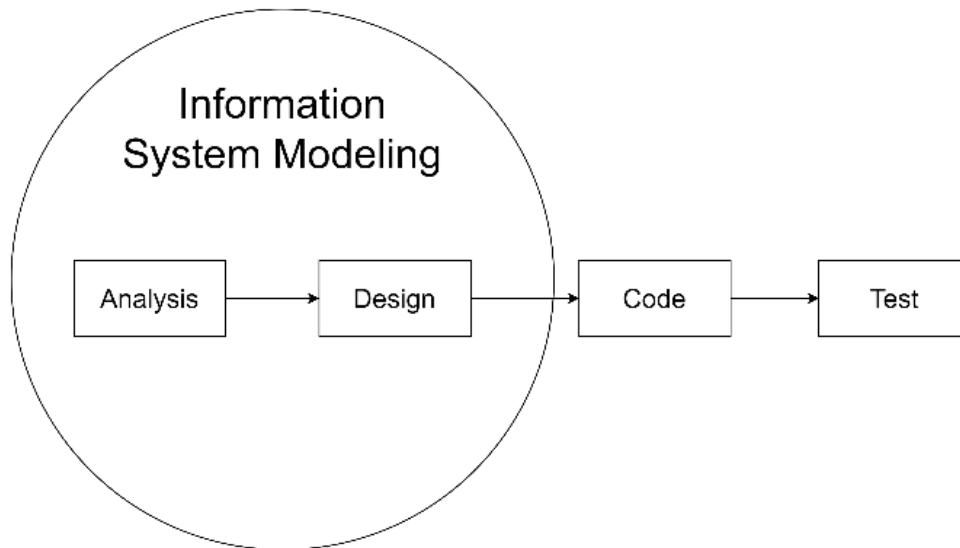 Information
System Modeling
Analysis
Design
Code
Test